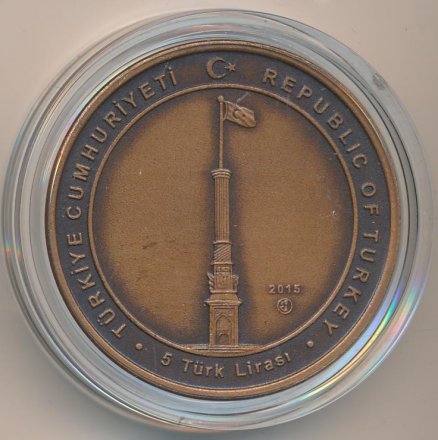 TÜRKİYE CUMHURİYETİ
REPUBLIC OF TURKEY
2015
5 Türk Lirası